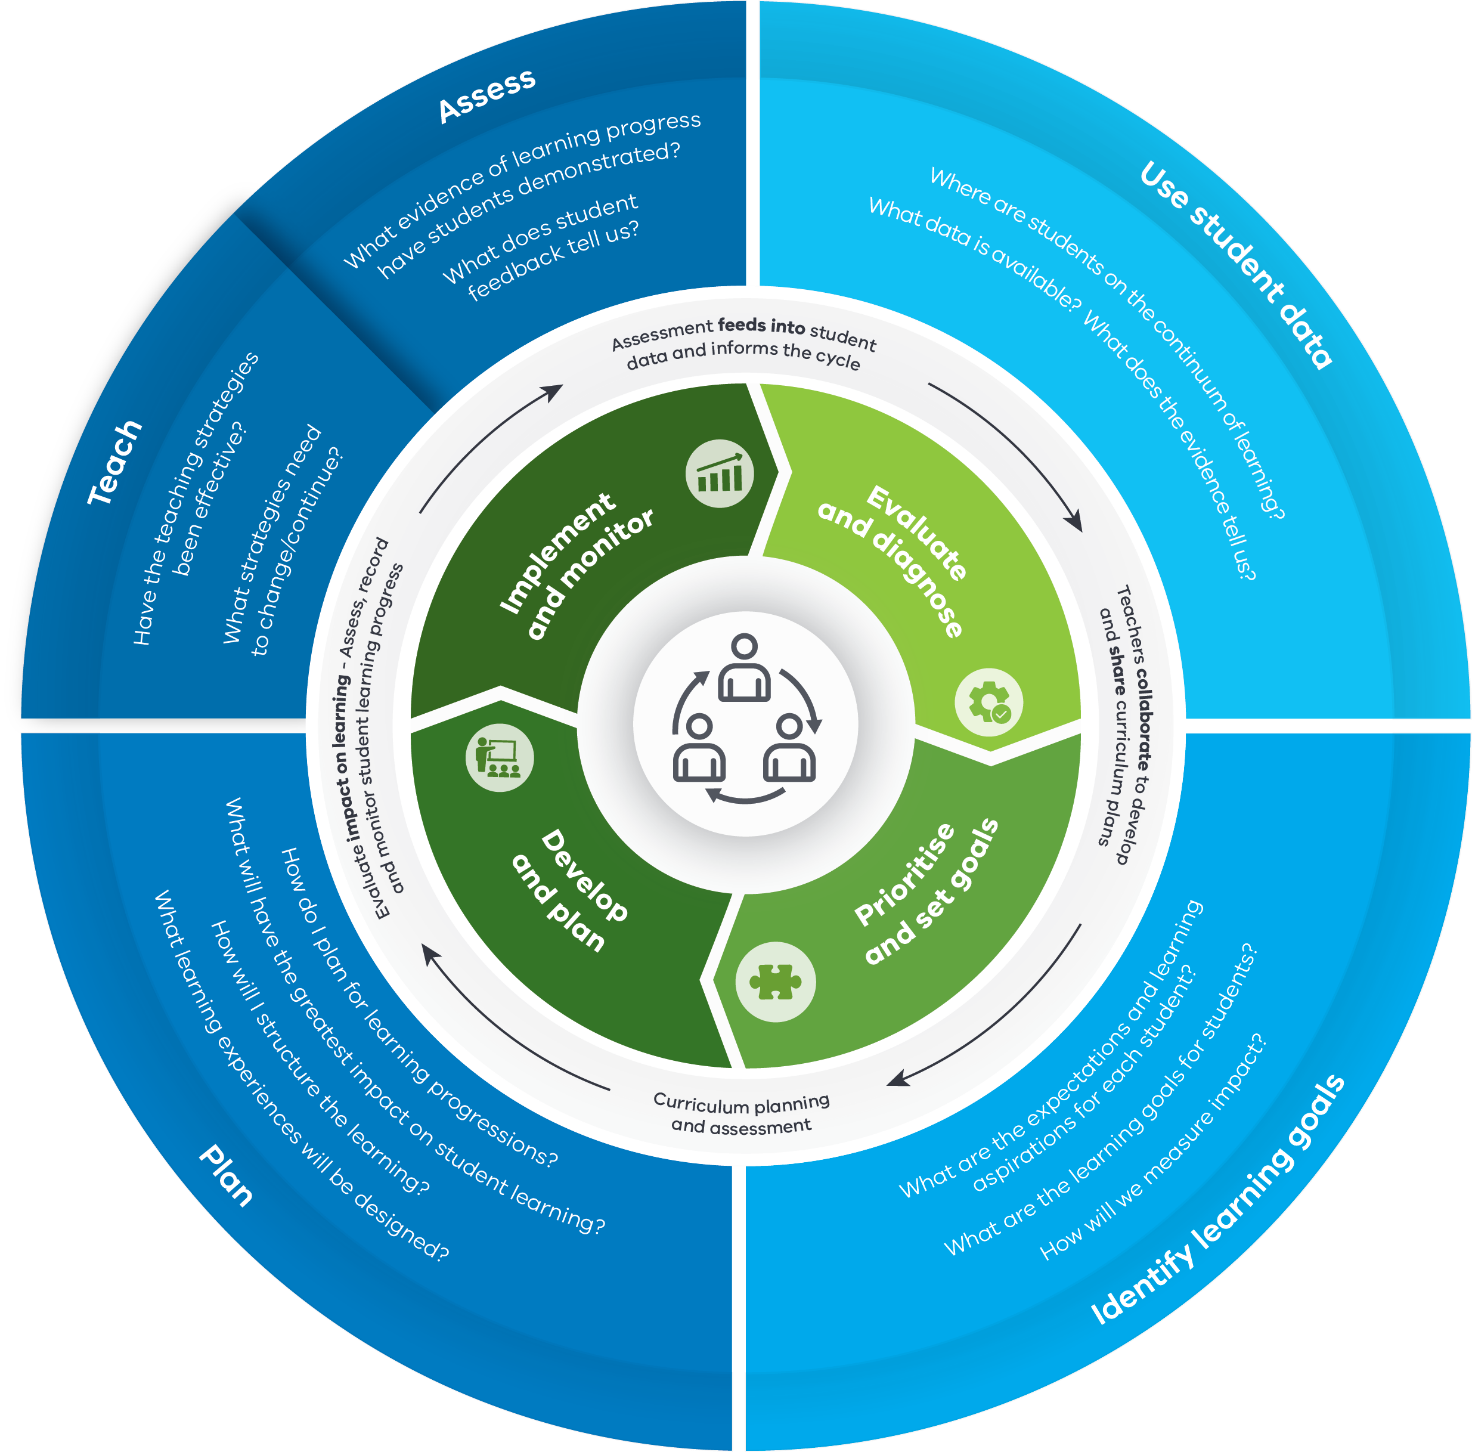 Assess
What evidence of learning progress
have students demonstrated?
What does student
feedback tell us?
Use student data
Where are students on the continuum of learning?
What data is available? What does the evidence tell us?
Identify learning goals
What are the expectations and learning
aspirations for each student?
What are the learning goals for students?
How will we measure impact?
Plan
How do I plan for learning progressions?
What will have the greatest impact on student learning?
How will I structure the learning?
What learning experiences will be designed?
Teach
Have the teaching strategies
been effective?
What strategies need
to change/continue?
Assessment feeds into student
data and informs the cycle
Teachers collaborate to develop
and share curriculum plans
Curriculum planning
and assessment
Evaluate impact on learning - Assess, record
and monitor student learning progress
Implement
and monitor
Evaluate
and diagnose
Prioritise
and set goals
Develop
and plan